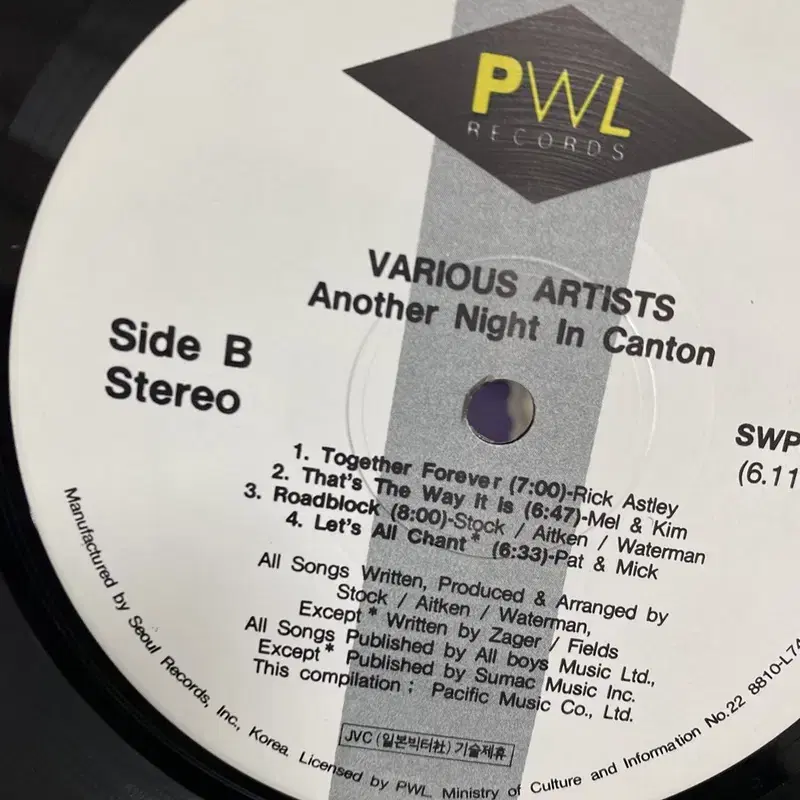 PWL
RECORDS
VARIOUS ARTISTS
Another Night In Canton
Side B
Stereo
SWP
(6.11
1. Together Forever (7:00)-Rick Astley
2. That's The Way It Is (6:47)-Mel & Kim
3. Roadblock (8:00)-Stock / Aitken / Waterman
4. Let's All Chant* (6:33)-Pat & Mick
All Songs Written, Produced & Arranged by
Stock / Aitken / Waterman,
Except* Written by Zager / Fields
All Songs Published by All boys Music Ltd.,
Except* Published by Sumac Music Inc.
This compilation ; Pacific Music Co., Ltd.
JVC (일본빅터社) 기술제휴
Manufactured by Seoul Records, Inc., Korea. Licensed by PWL. Ministry of Culture and Information No.22 8810-L74